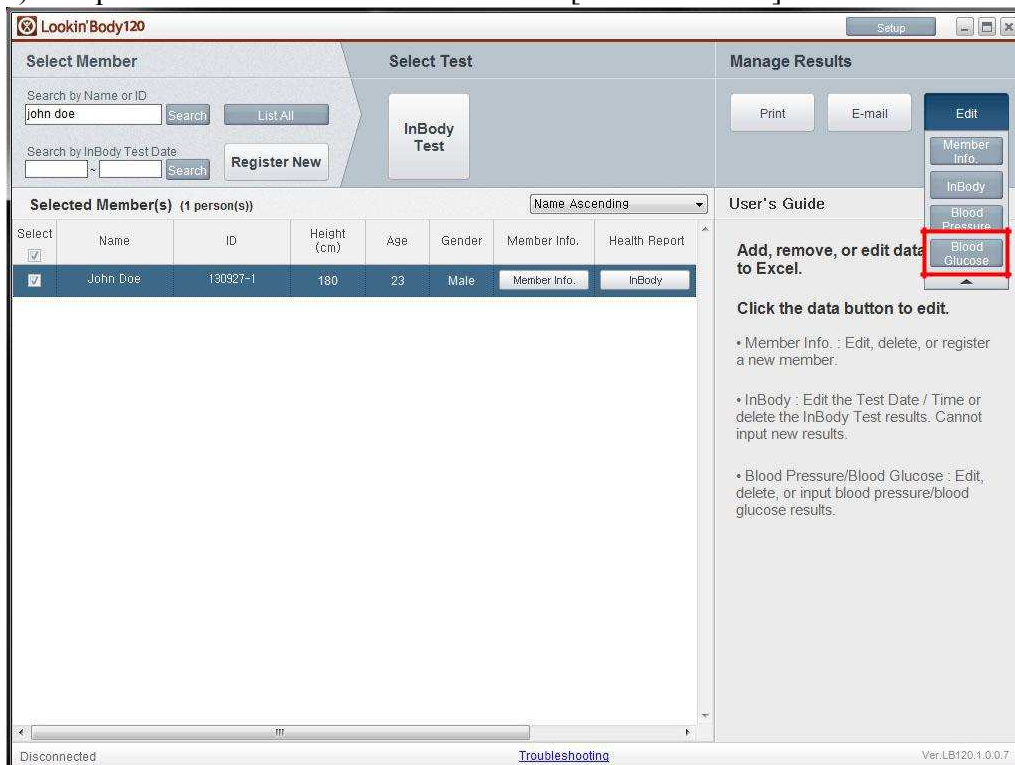 Lookin'Body120
Setup
Select Member
Select Test
Manage Results
Search by Name or ID
john doe
Search
List All
Search by InBody Test Date
~
Search
Register New
InBody
Test
Print
E-mail
Edit
Member
Info.
InBody
Blood
Pressure
Blood
Glucose
Selected Member(s) (1 person(s))
Name Ascending
User's Guide
Select
Name
ID
Height
(cm)
Age
Gender
Member Info.
Health Report
John Doe
130927-1
180
23
Male
Member Info.
InBody
Add, remove, or edit data
to Excel.
Click the data button to edit.
• Member Info. : Edit, delete, or register
a new member.
• InBody : Edit the Test Date / Time or
delete the InBody Test results. Cannot
input new results.
• Blood Pressure/Blood Glucose : Edit,
delete, or input blood pressure/blood
glucose results.
Disconnected
Troubleshooting
Ver.LB120.1.0.0.7